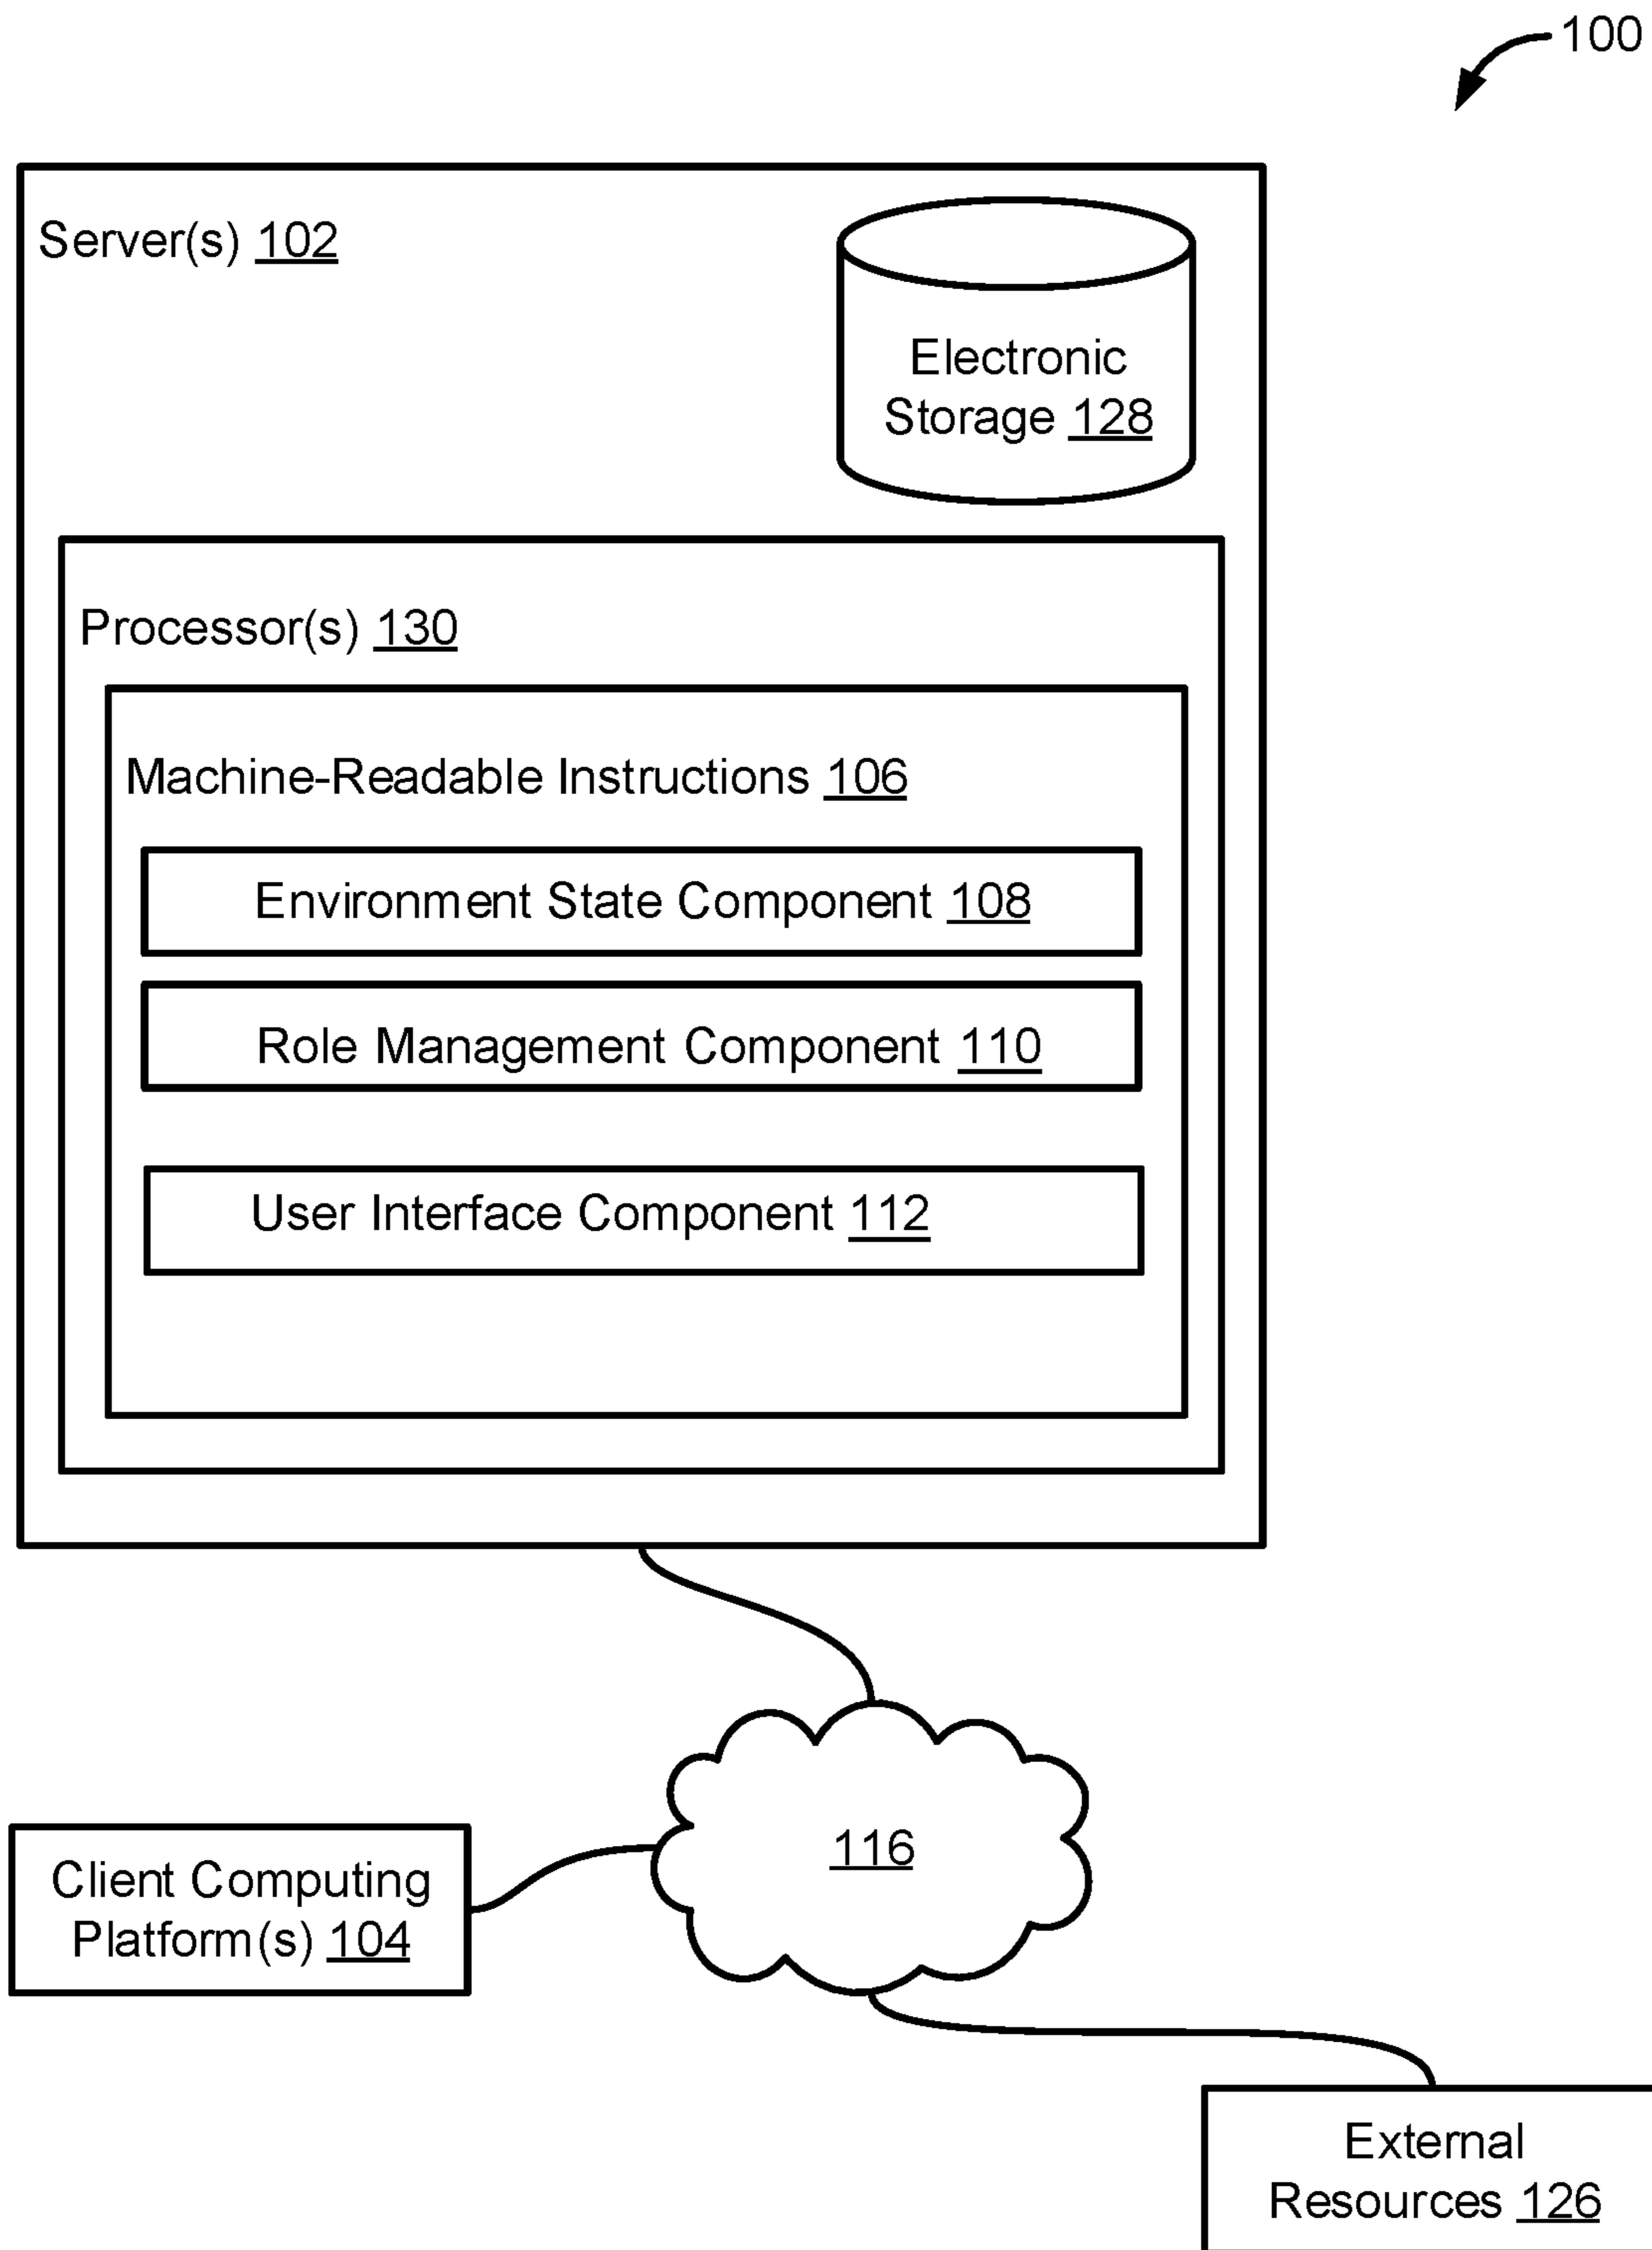 100
Server(s) 102
Electronic
Storage 128
Processor(s) 130
Machine-Readable Instructions 106
Environment State Component 108
Role Management Component 110
User Interface Component 112
116
Client Computing
Platform(s) 104
External
Resources 126